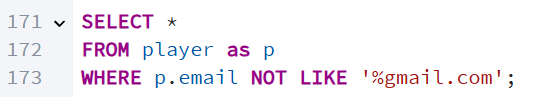 171 SELECT *
172 FROM player as p
173 WHERE p.email NOT LIKE '%gmail.com';